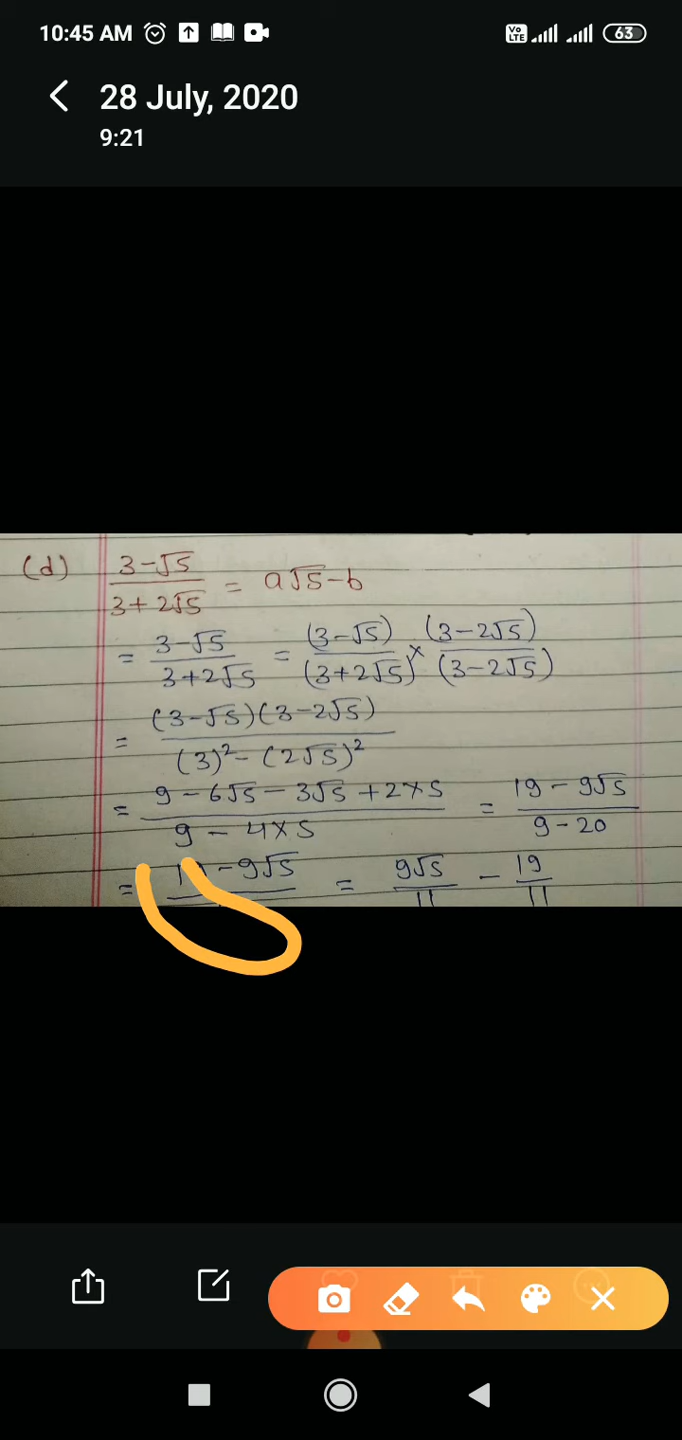 10:45 AM Vo LTE 63
28 July, 2020
9:21
(d) 3-√5 / 3+2√5 = a√5-b
= 3-√5 / 3+2√5 = (3-√5) / (3+2√5) × (3-2√5) / (3-2√5)
= (3-√5)(3-2√5) / (3)² - (2√5)²
= 9-6√5-3√5+2×5 / 9-4×5 = 19-9√5 / 9-20
= -9√5 = 9√5 / 11 - 19 / 11